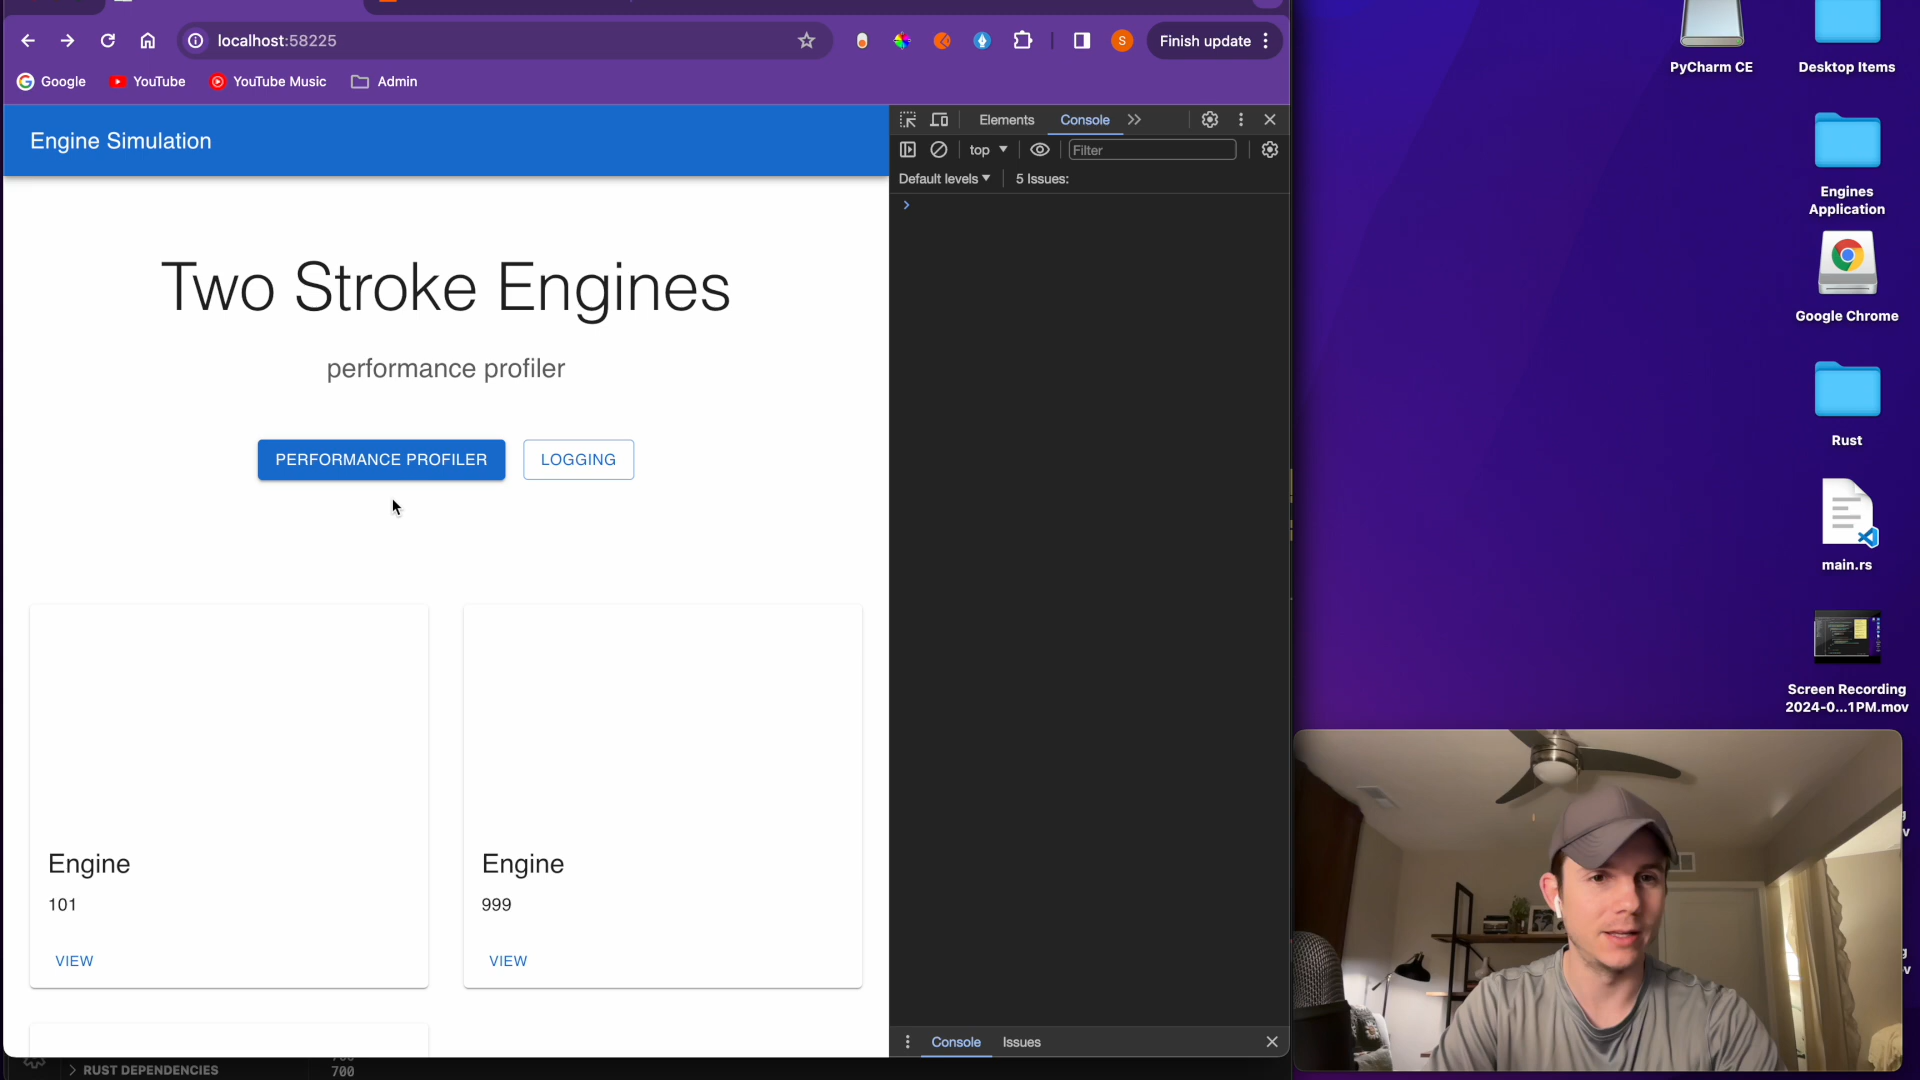 localhost:58225
Finish update
Google
YouTube
YouTube Music
Admin
Engine Simulation
Two Stroke Engines
performance profiler
PERFORMANCE PROFILER
LOGGING
Engine
101
VIEW
Engine
999
VIEW
Elements
Console
top
Filter
Default levels
5 Issues:
Console
Issues
RUST DEPENDENCIES
700
S
PyCharm CE
Desktop Items
Engines
Application
Google Chrome
Rust
main.rs
Screen Recording
2024-0...1PM.mov